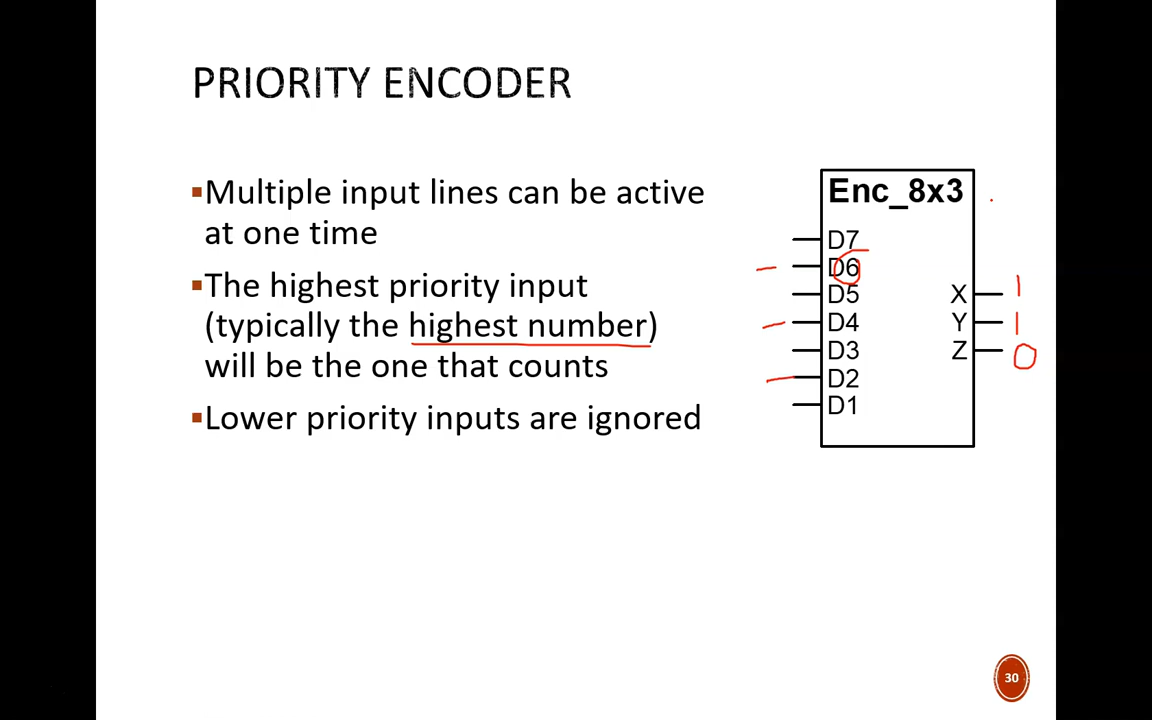 PRIORITY ENCODER
▪Multiple input lines can be active
at one time
▪The highest priority input
(typically the highest number)
will be the one that counts
▪Lower priority inputs are ignored
Enc_8x3
D7
D6
D5
D4
D3
D2
D1
X 1
Y 1
Z 0
30